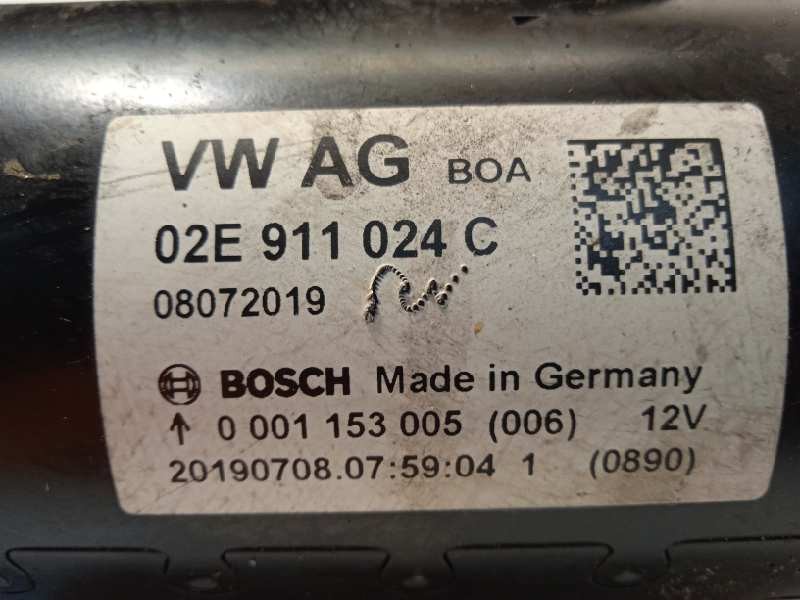 VW AG BOA
02E 911 024 C
08072019
BOSCH Made in Germany
↑ 0 001 153 005 (006) 12V
20190708.07:59:04 1 (0890)